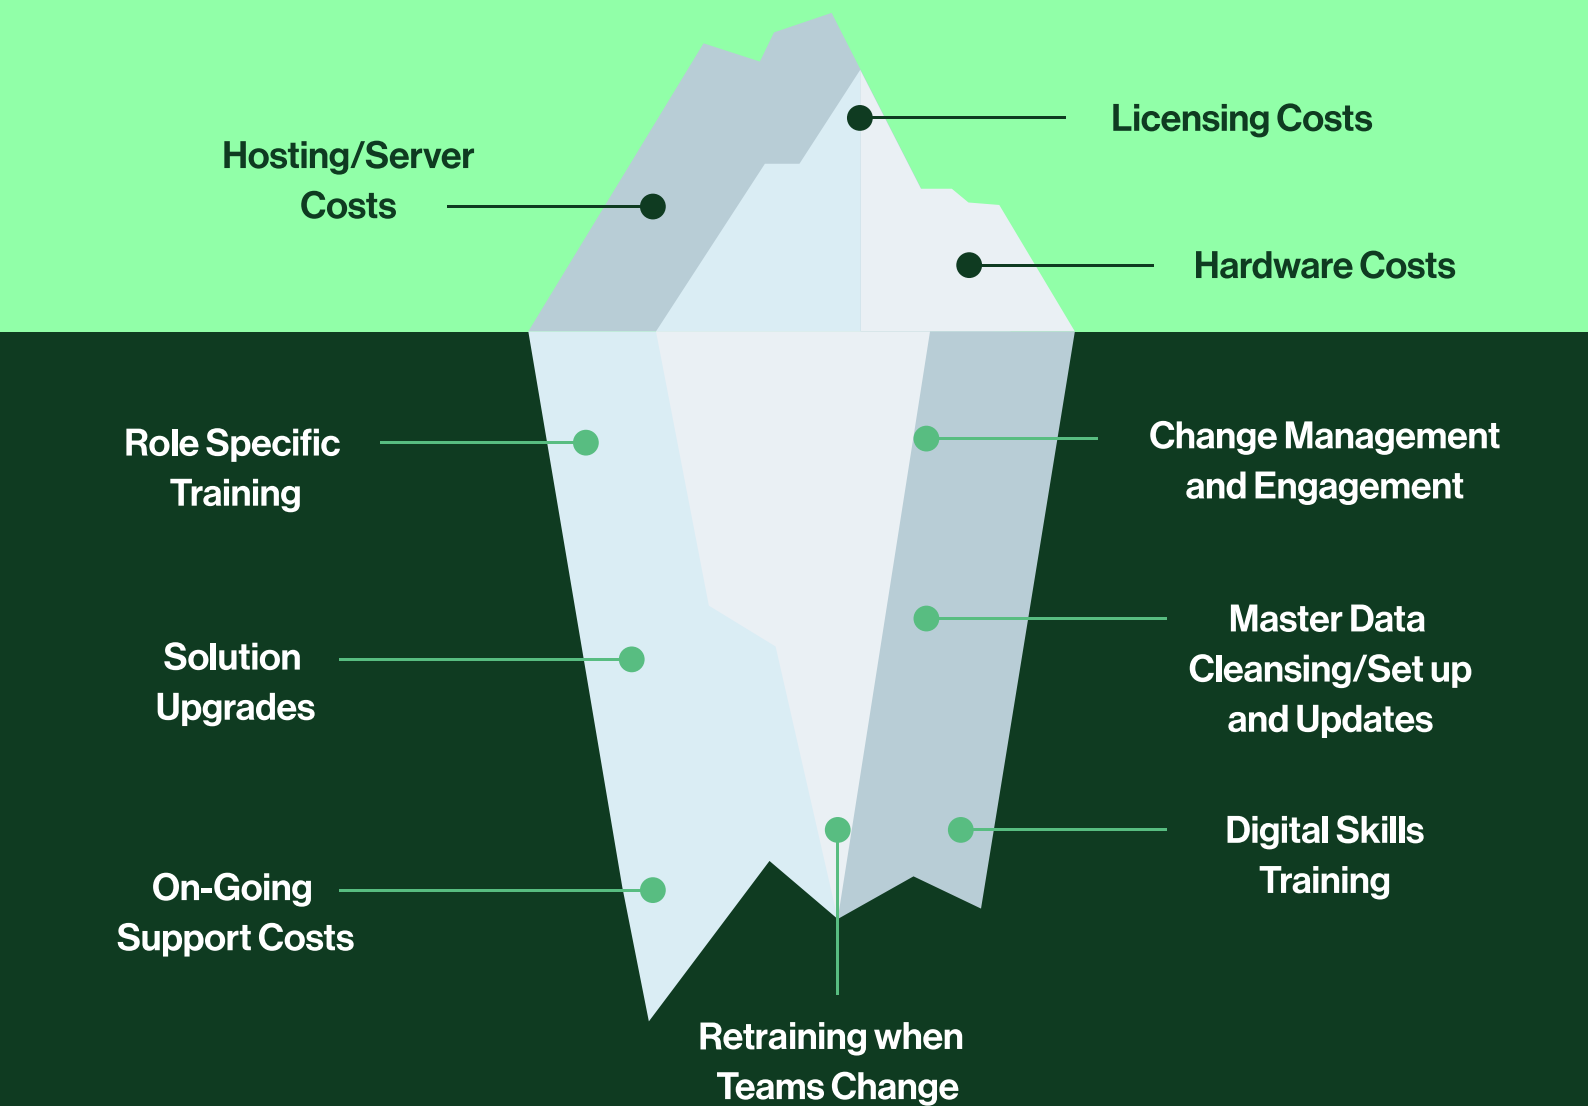 Licensing Costs
Hosting/Server
Costs
Hardware Costs
Role Specific
Training
Change Management
and Engagement
Solution
Upgrades
Master Data
Cleansing/Set up
and Updates
On-Going
Support Costs
Digital Skills
Training
Retraining when
Teams Change